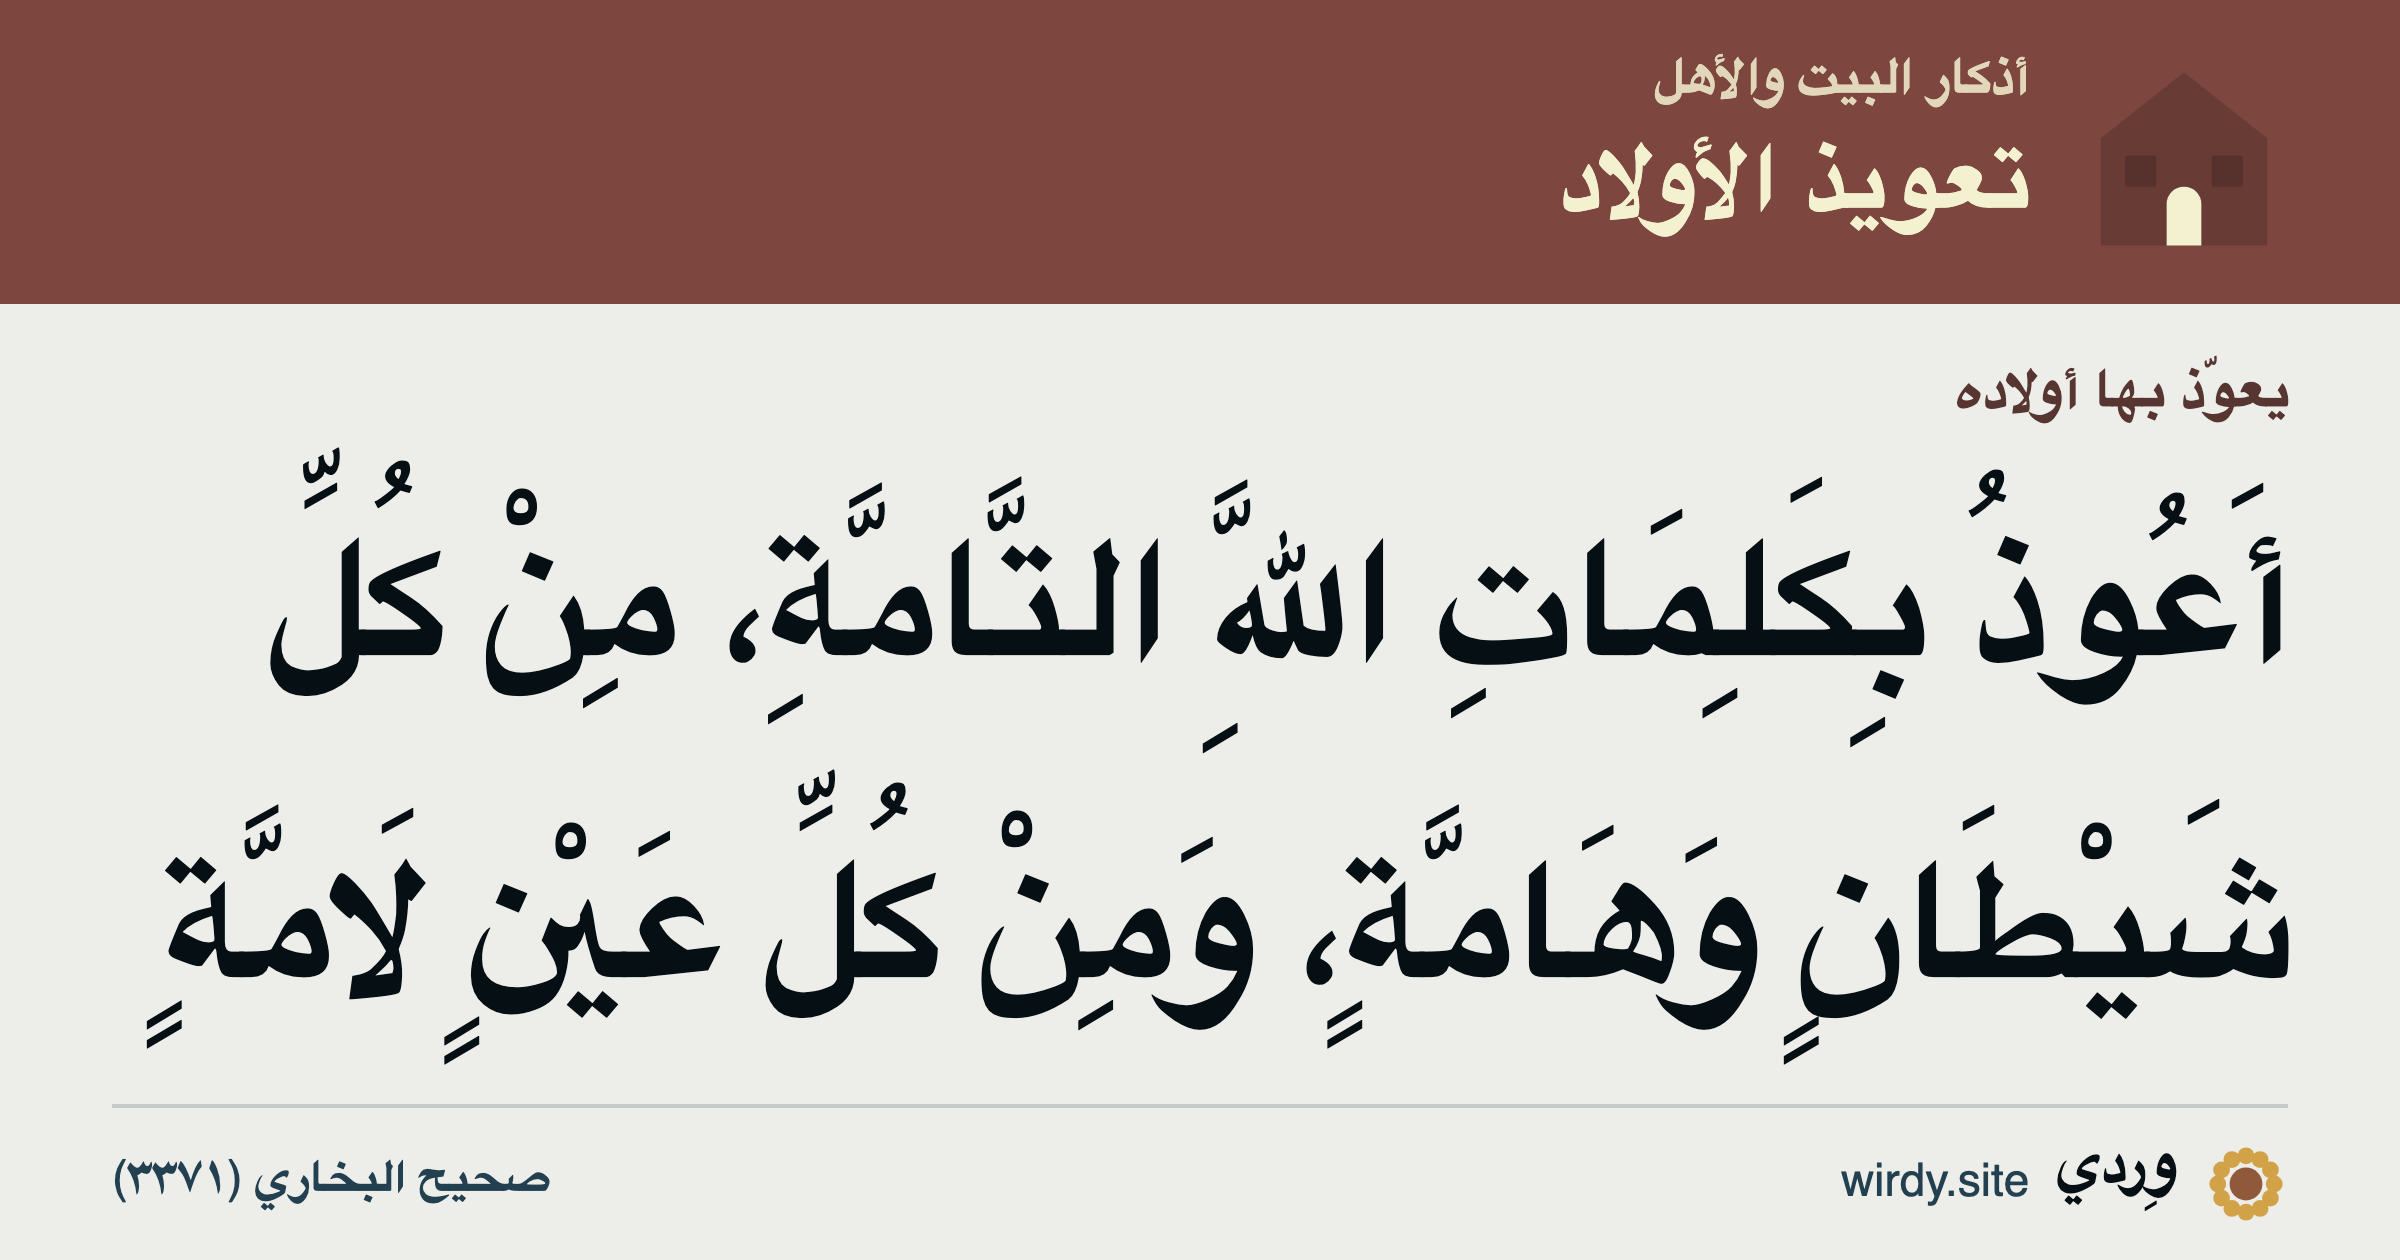 أذكار البيت والأهل
تعويذ الأولاد
يعوّذ بها أولاده
أَعُوذُ بِكَلِمَاتِ اللَّهِ التَّامَّةِ، مِنْ كُلِّ
شَيْطَانٍ وَهَامَّةٍ، وَمِنْ كُلِّ عَيْنٍ لَامَّةٍ
وِردي wirdy.site
صحيح البخاري (٣٣٧١)